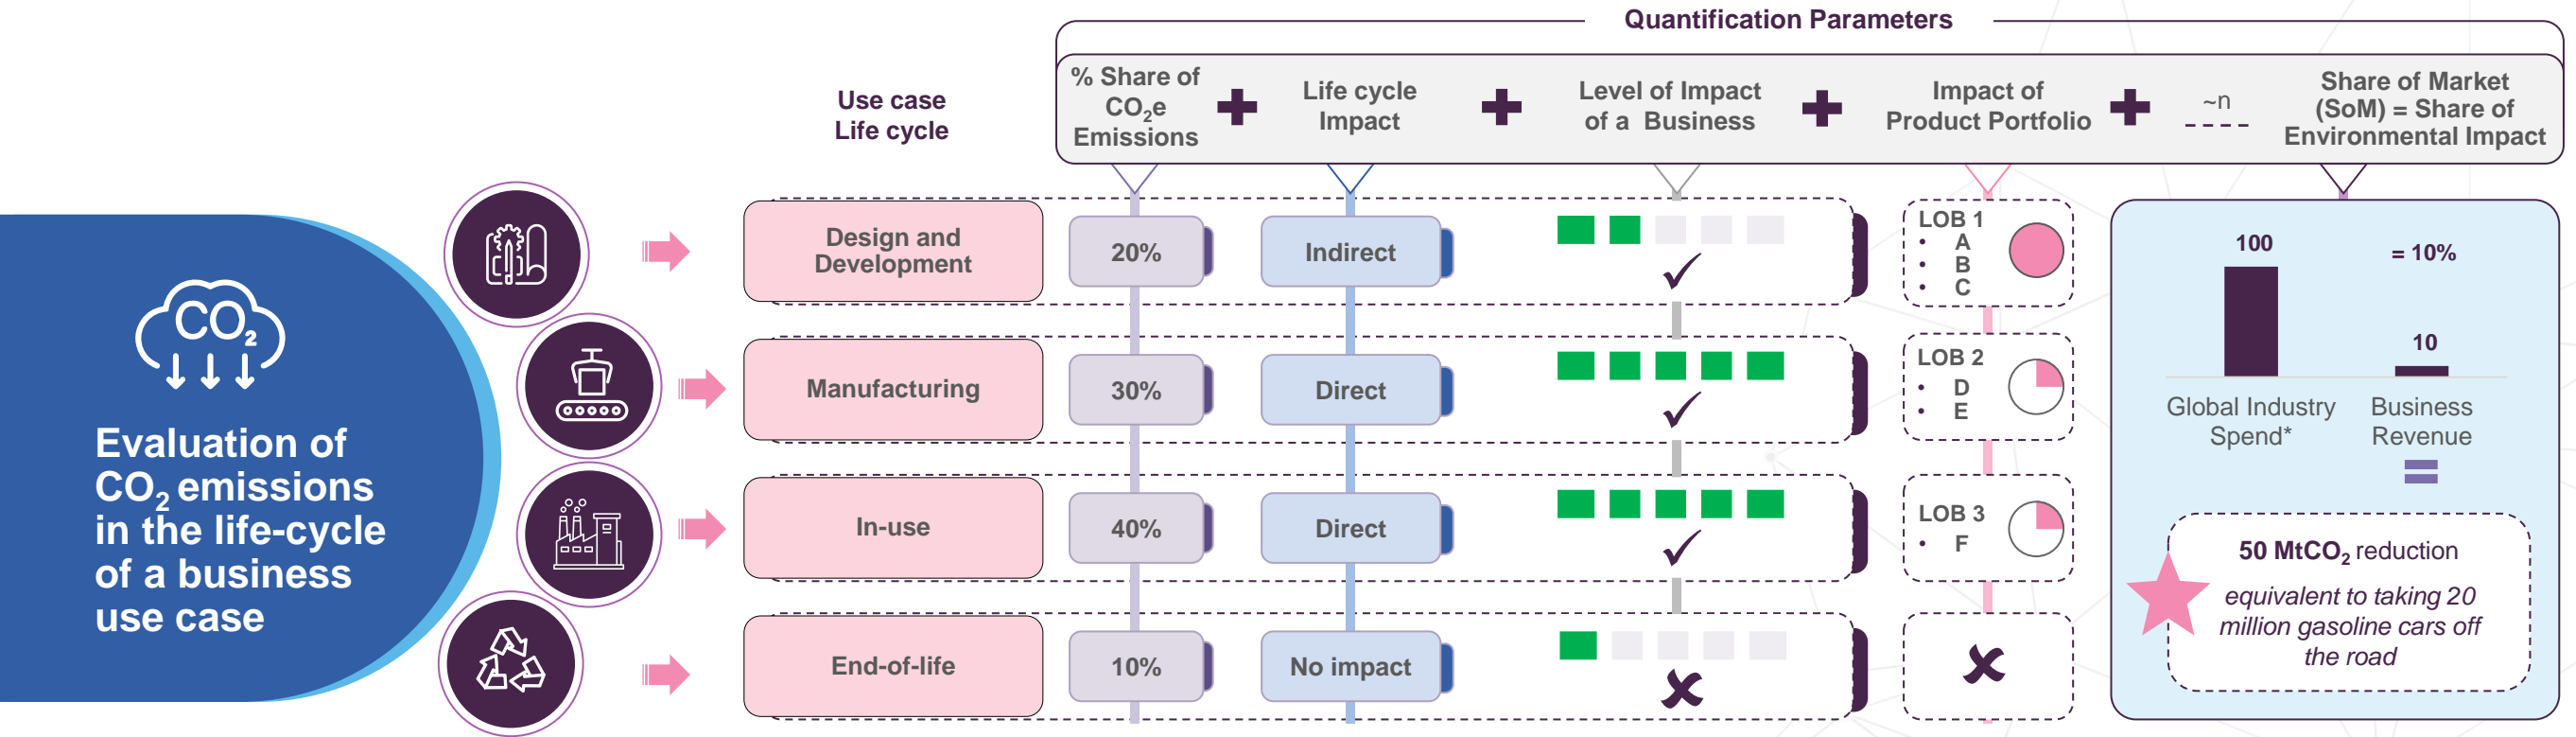 Quantification Parameters
Use case
Life cycle
% Share of
CO2e
Emissions
Life cycle
Impact
Level of Impact
of a Business
Impact of
Product Portfolio
~n
Share of Market
(SoM) = Share of
Environmental Impact
CO2
Evaluation of
CO2 emissions
in the life-cycle
of a business
use case
Design and
Development
20%
Indirect
LOB 1
• A
• B
• C
Manufacturing
30%
Direct
LOB 2
• D
• E
In-use
40%
Direct
LOB 3
• F
End-of-life
10%
No impact
100
= 10%
10
Global Industry
Spend*
Business
Revenue
50 MtCO2 reduction
equivalent to taking 20
million gasoline cars off
the road